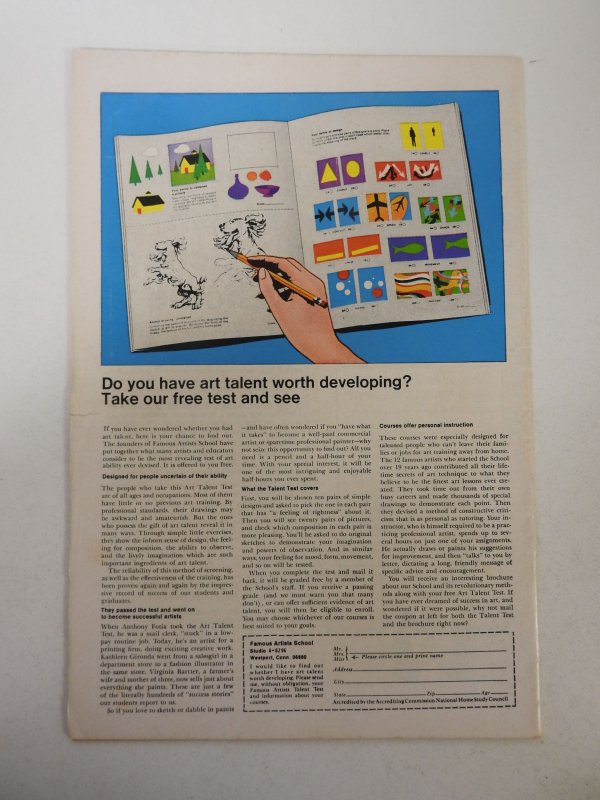 Do you have art talent worth developing?
Take our free test and see
If you have ever wondered whether you had
art talent, here is your chance to find out.
The founders of Famous Artists School have
put together what many artists and educators
consider to be the most revealing test of art
ability ever devised. It is offered to you free.
Designed for people uncertain of their ability
The people who take this Art Talent Test
are of all ages and occupations. Most of them
have little or no previous art training. By
professional standards, their drawings may
be awkward and amateurish. But the ones
who possess the gift of art talent reveal it in
many ways. Through simple little exercises,
they show the inborn sense of design, the feel-
ing for composition, the ability to observe,
and the lively imagination which are such
important ingredients of art talent.
The reliability of this method of screening,
as well as the effectiveness of the training, has
been proven again and again by the impres-
sive record of success of our students and
graduates.
They passed the test and went on
to become successful artists
When Anthony Fotia took the Art Talent
Test, he was a mail clerk, "stuck" in a low-
pay routine job. Today, he's an artist for a
printing firm, doing exciting creative work.
Kathleen Gironda went from a salesgirl in a
department store to a fashion illustrator in
the same store. Virginia Bartter, a farmer's
wife and mother of three, now sells just about
everything she paints. These are just a few
of the literally hundreds of "success stories"
our students report to us.
So if you love to sketch or dabble in paints
—and have often wondered if you "have what
it takes" to become a well-paid commercial
artist or sparetime professional painter—why
not seize this opportunity to find out? All you
need is a pencil and a half-hour of your
time. With your special interest, it will be
one of the most intriguing and enjoyable
half-hours you ever spent.
What the Talent Test covers
First, you will be shown ten pairs of simple
designs and asked to pick the one in each pair
that has "a feeling of rightness" about it.
Then you will see twenty pairs of pictures,
and check which composition in each pair is
more pleasing. You'll be asked to do original
sketches to demonstrate your imagination
and powers of observation. And in similar
ways, your feeling for mood, form, movement,
and so on, will be tested.
When you complete the test and mail it
back, it will be graded free by a member of
the School's staff. If you receive a passing
grade (and we must warn you that many
don't), or can offer sufficient evidence of art
talent, you will then be eligible to enroll.
You may choose whichever of our courses is
best suited to your goals.
Courses offer personal instruction
These courses were especially designed for
talented people who can't leave their fami-
lies or jobs for art training away from home.
The 12 famous artists who started the School
over 19 years ago contributed all their life-
time secrets of art technique to what they
believe to be the finest art lessons ever cre-
ated. They took time out from their own
busy careers and made thousands of special
drawings to demonstrate each point. Then
they devised a method of constructive criti-
cism that is as personal as tutoring. Your in-
structor, who is himself required to be a prac-
ticing professional artist, spends up to sev-
eral hours on just one of your assignments.
He actually draws or paints his suggestions
for improvement, and then "talks" to you by
letter, dictating a long, friendly message of
specific advice and encouragement.
You will receive an interesting brochure
about our School and its revolutionary meth-
ods along with your free Art Talent Test. If
you have ever dreamed of success in art, and
wondered if it were possible, why not mail
the coupon at left for both the Talent Test
and the brochure right now?
Famous Artists School
Westport, Conn. 06880
I would like to find out
whether I have art talent
worth developing. Please send
me, without obligation, your
Famous Artists Talent Test
and information about your
courses.
Mr.
Mrs.
Miss Please circle one and print name
Address
City
State Zip Age
Accredited by the Accrediting Commission National Home Study Council